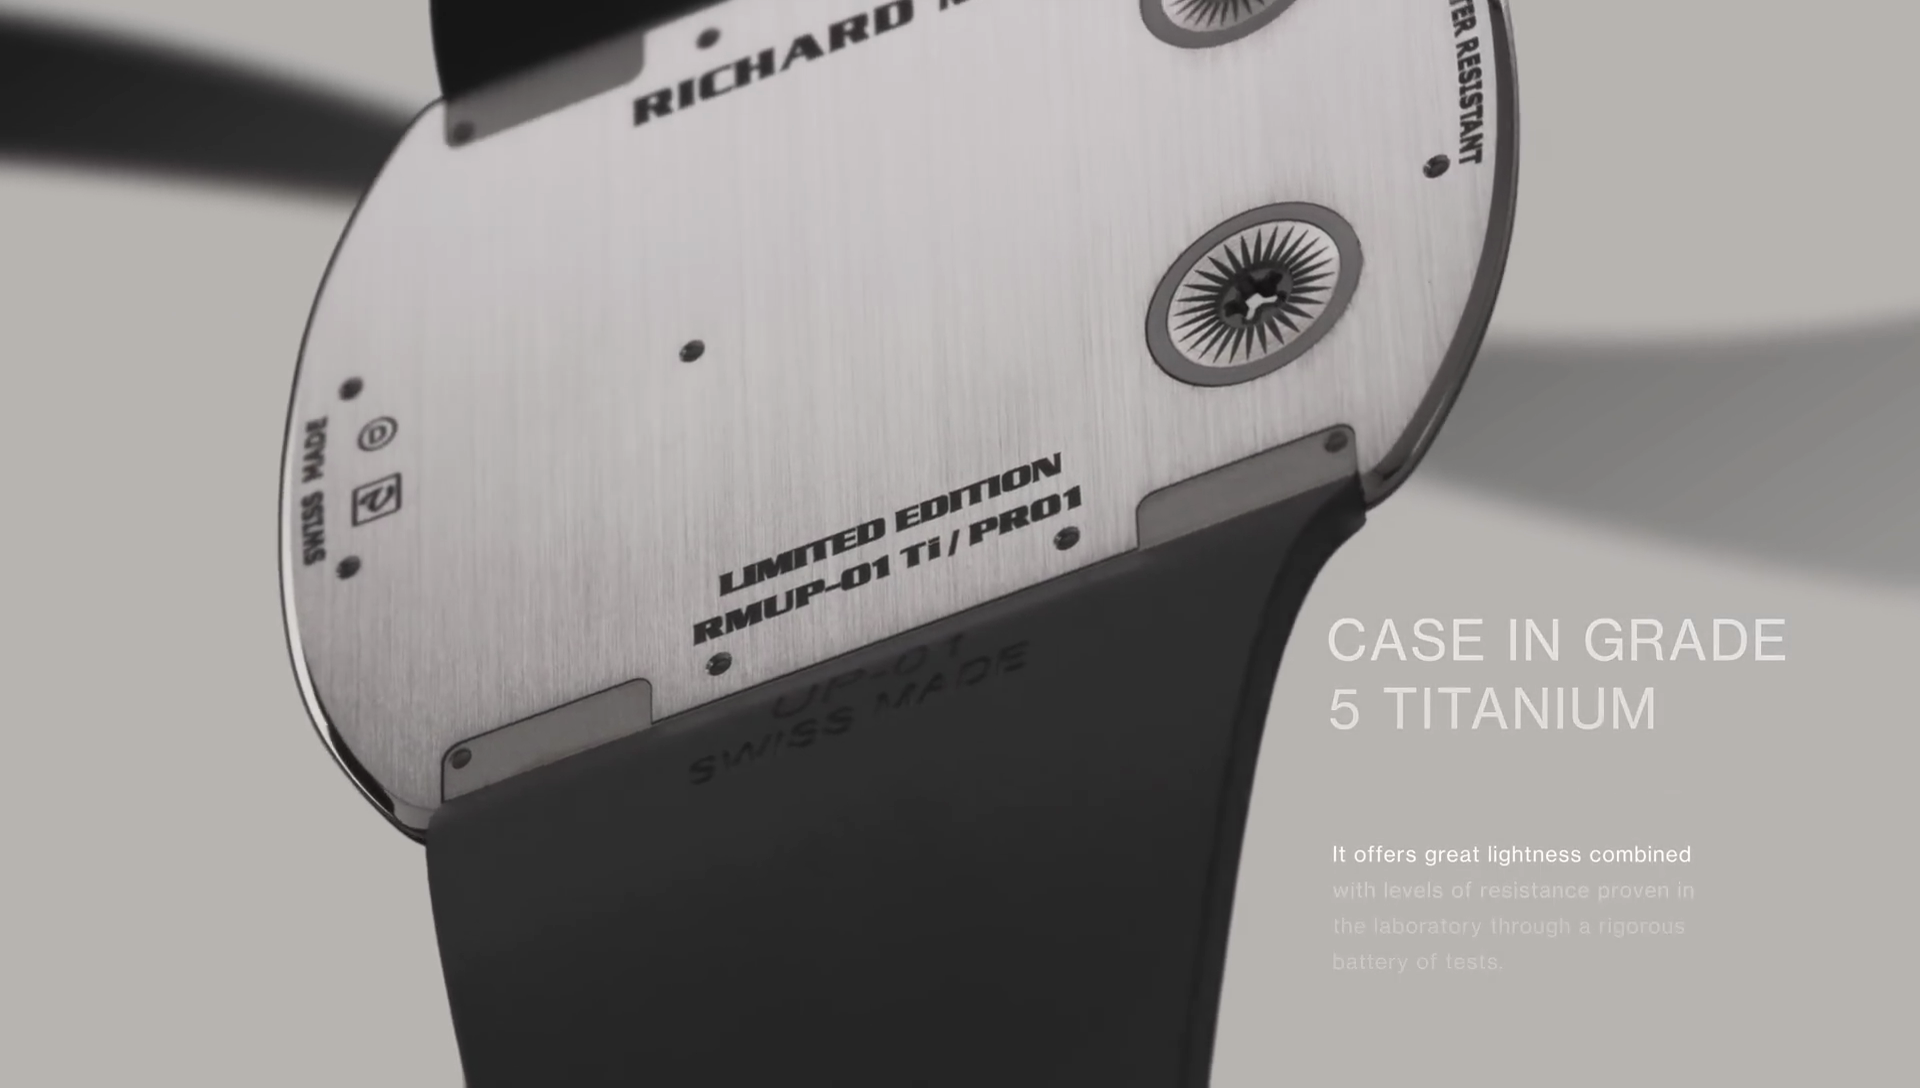 RICHARD
TER RESISTANT
SWISS MADE
D
LIMITED EDITION
RMUP-01 Ti / PR01
UP-01
SWISS MADE
CASE IN GRADE
5 TITANIUM
It offers great lightness combined
with levels of resistance proven in
the laboratory through a rigorous
battery of tests.